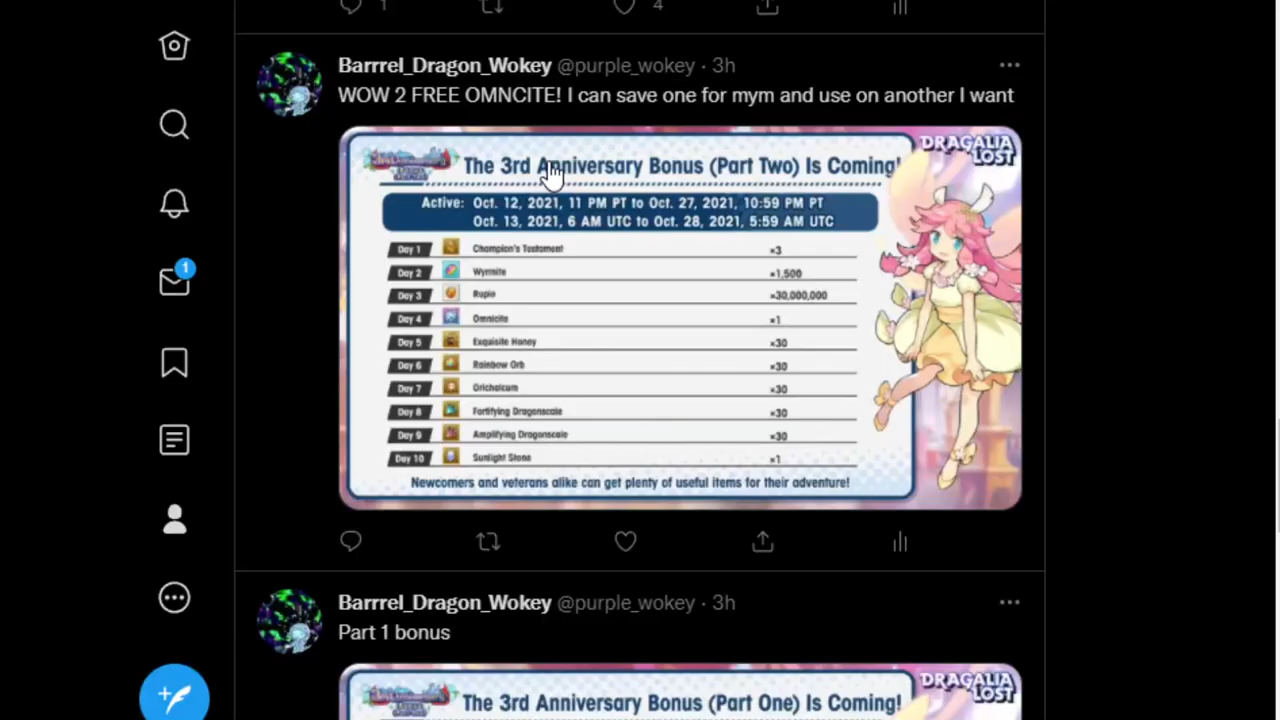 1
4
Barrrel_Dragon_Wokey @purple_wokey · 3h
WOW 2 FREE OMNCITE! I can save one for mym and use on another I want
DRAGALIA
LOST
The 3rd Anniversary Bonus (Part Two) Is Coming!
Active: Oct. 12, 2021, 11 PM PT to Oct. 27, 2021, 10:59 PM PT
Oct. 13, 2021, 6 AM UTC to Oct. 28, 2021, 5:59 AM UTC
Day 1 Champion's Testament ×3
Day 2 Wyrmite ×1,500
Day 3 Rupie ×30,000,000
Day 4 Omnicite ×1
Day 5 Exquisite Honey ×30
Day 6 Rainbow Orb ×30
Day 7 Orichalcum ×30
Day 8 Fortifying Dragonscale ×30
Day 9 Amplifying Dragonscale ×30
Day 10 Sunlight Stone ×1
Newcomers and veterans alike can get plenty of useful items for their adventure!
1
Barrrel_Dragon_Wokey @purple_wokey · 3h
Part 1 bonus
DRAGALIA
LOST
The 3rd Anniversary Bonus (Part One) Is Coming!